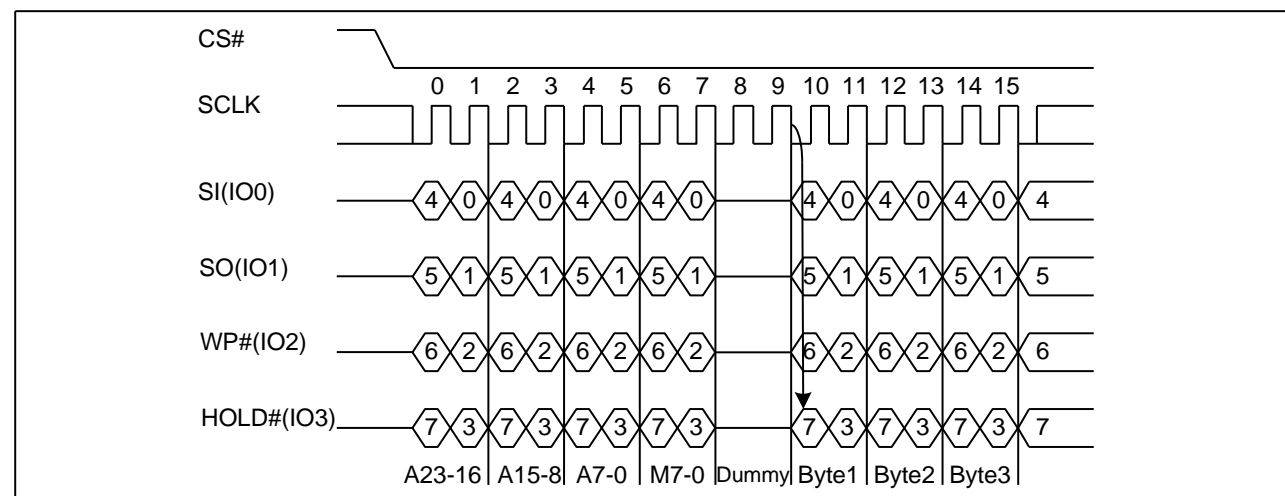 CS#
0 1 2 3 4 5 6 7 8 9 10 11 12 13 14 15
SCLK
SI(IO0) 4 0 4 0 4 0 4 0 4 0 4 0 4 0 4
SO(IO1) 5 1 5 1 5 1 5 1 5 1 5 1 5 1 5
WP#(IO2) 6 2 6 2 6 2 6 2 6 2 6 2 6 2 6
HOLD#(IO3) 7 3 7 3 7 3 7 3 7 3 7 3 7 3 7
A23-16 A15-8 A7-0 M7-0 Dummy Byte1 Byte2 Byte3